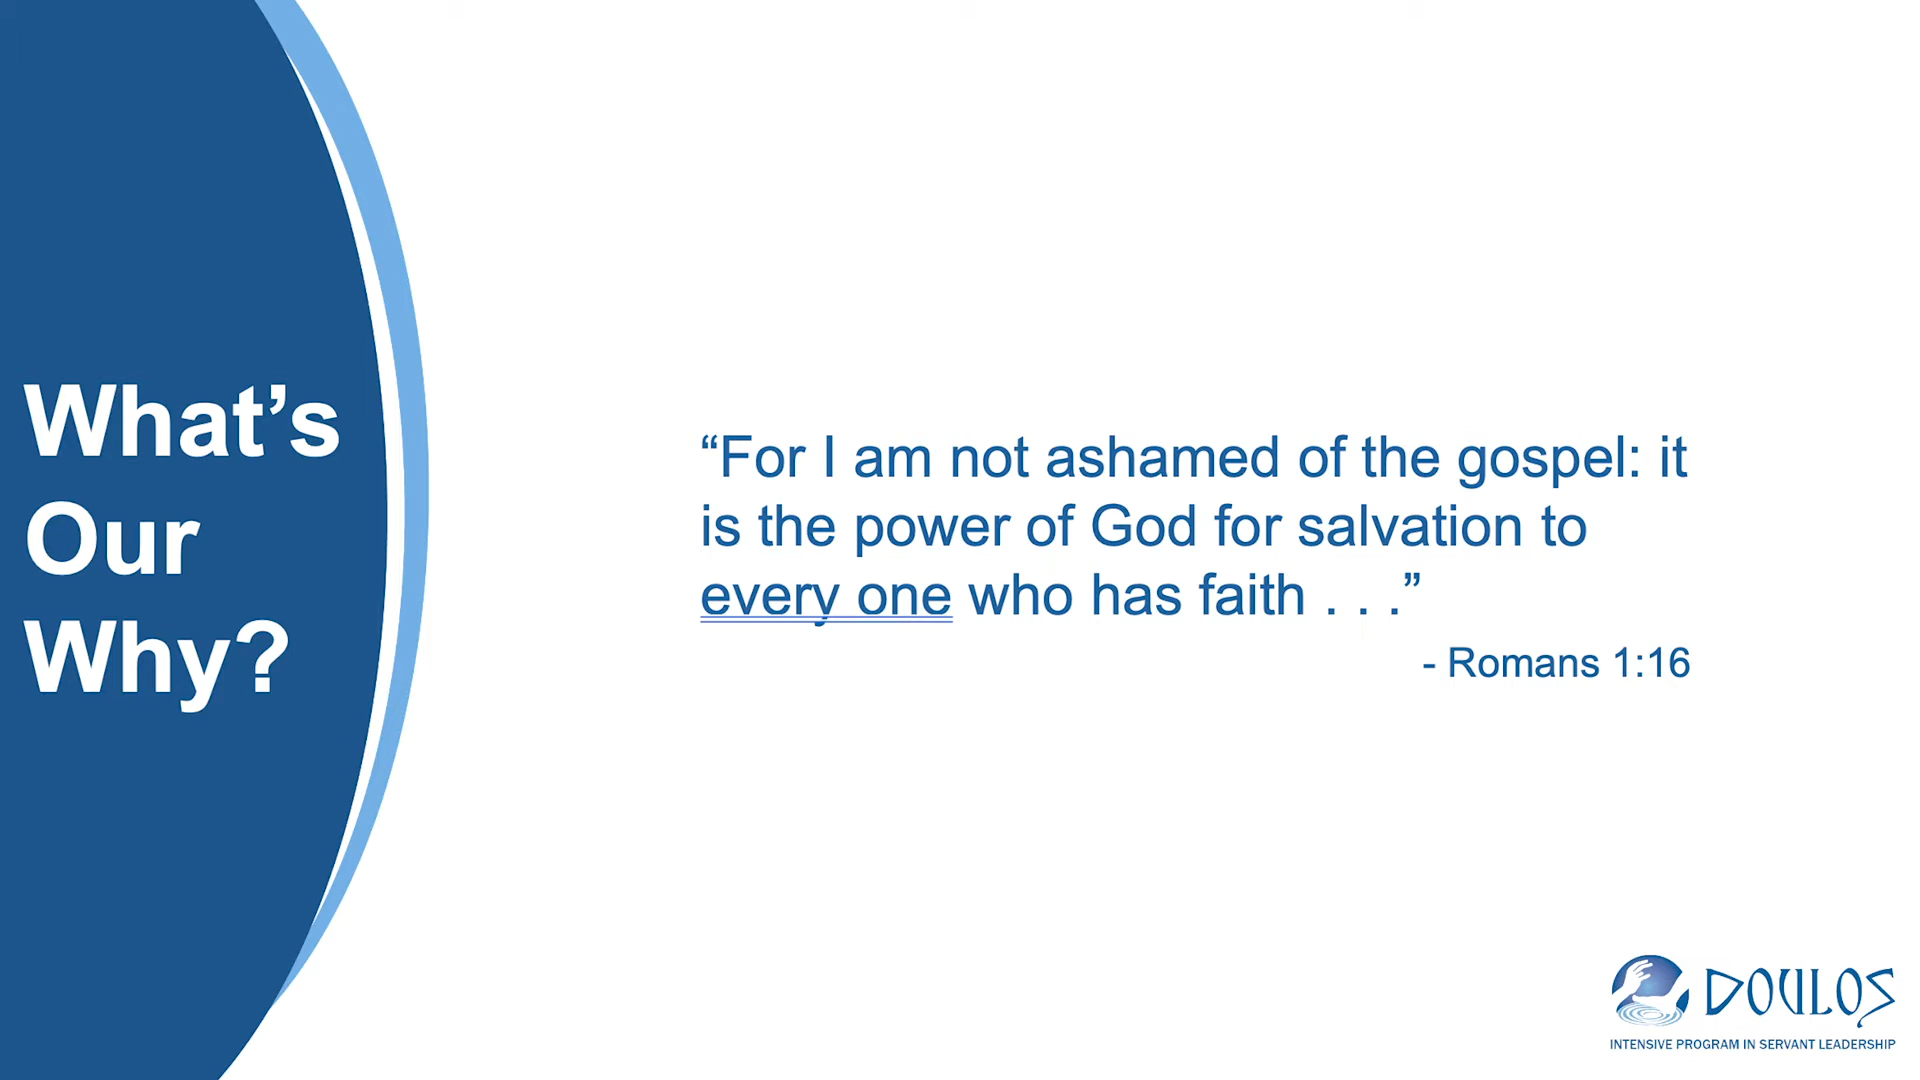 What’s
Our
Why?
“For I am not ashamed of the gospel: it
is the power of God for salvation to
every one who has faith . . .”
- Romans 1:16
DOULOS
INTENSIVE PROGRAM IN SERVANT LEADERSHIP